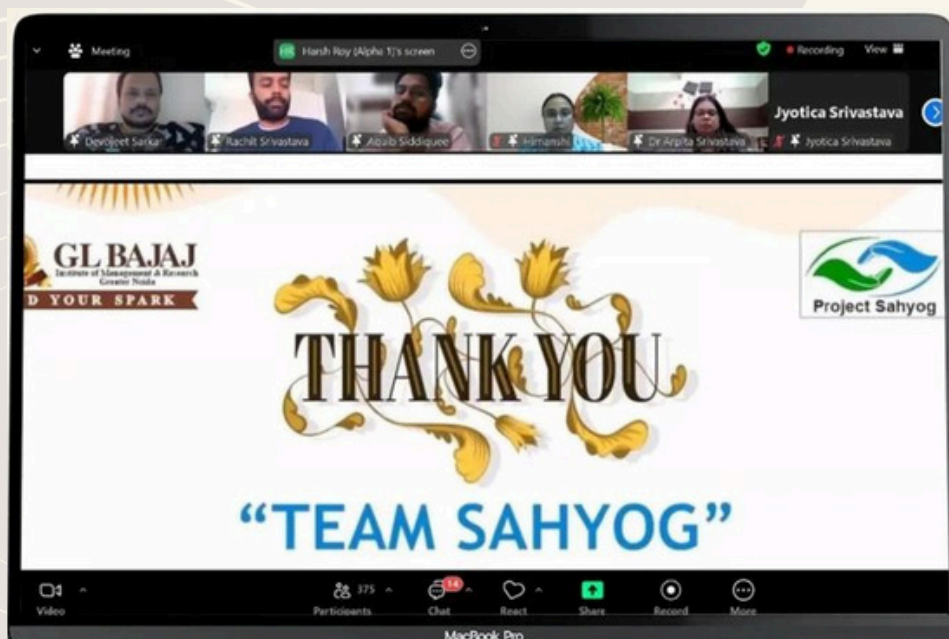 Meeting
HR Harsh Roy (Alpha 1)'s screen
Recording
View
Devojeet Sarkar
Rachit Srivastava
Abaib Siddiquee
Himanshi
Dr Arpita Srivastava
Jyotica Srivastava
Jyotica Srivastava
GL BAJAJ
Institute of Management & Research
Greater Noida
D YOUR SPARK
Project Sahyog
THANK YOU
“TEAM SAHYOG”
Video
375
Participants
14
Chat
React
Share
Record
More
MacBook Pro